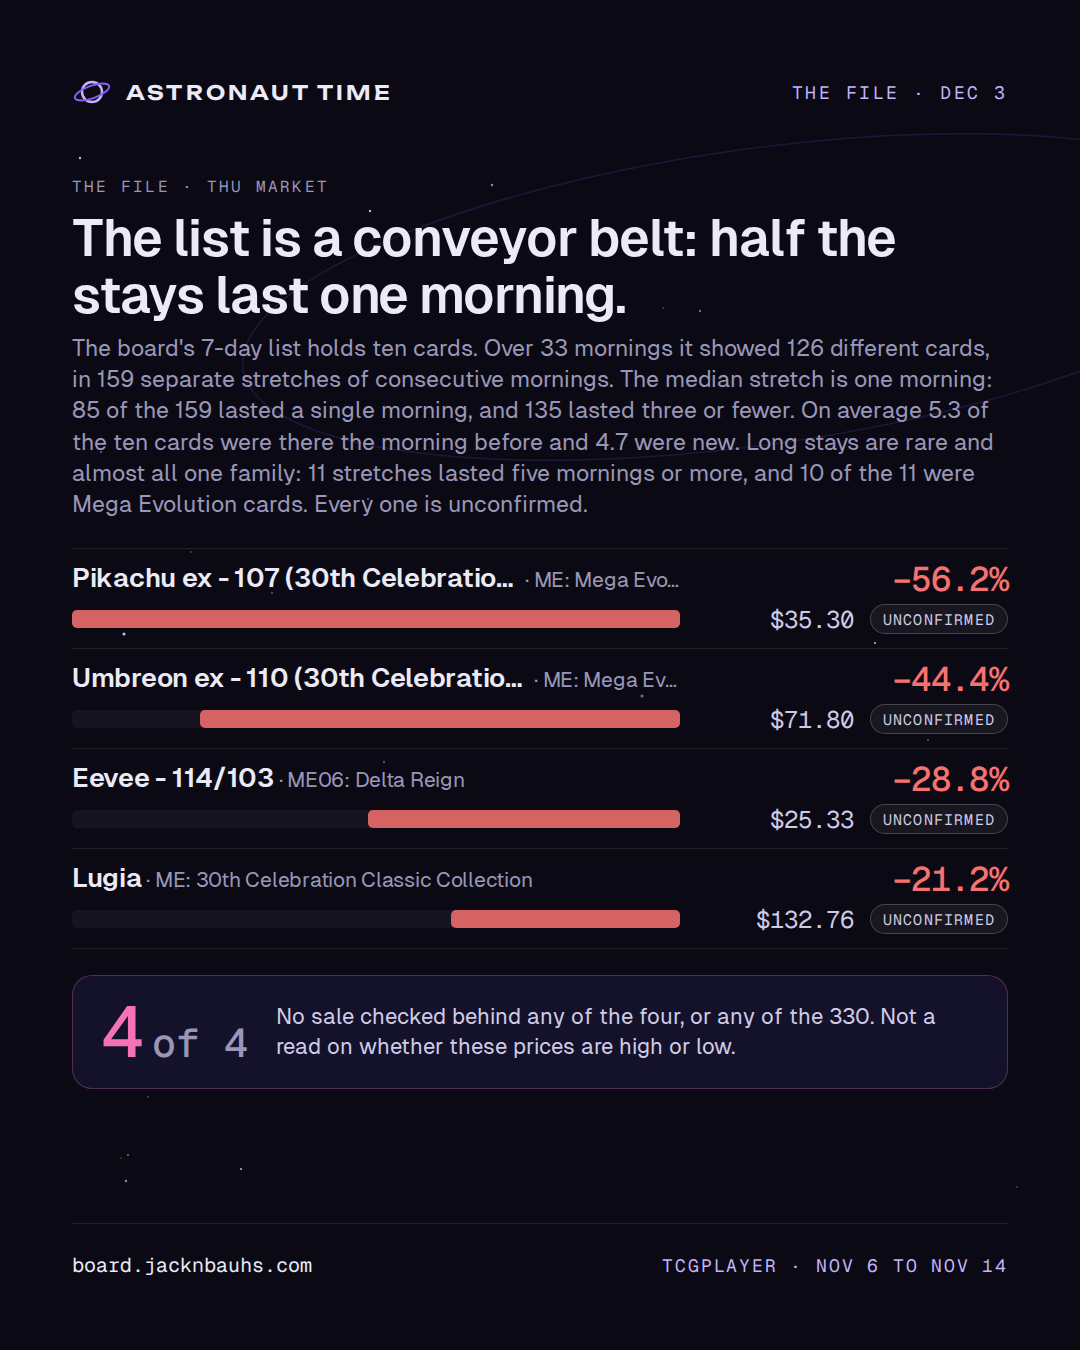 ASTRONAUT TIME
THE FILE · DEC 3
THE FILE · THU MARKET
The list is a conveyor belt: half the
stays last one morning.
The board's 7-day list holds ten cards. Over 33 mornings it showed 126 different cards,
in 159 separate stretches of consecutive mornings. The median stretch is one morning:
85 of the 159 lasted a single morning, and 135 lasted three or fewer. On average 5.3 of
the ten cards were there the morning before and 4.7 were new. Long stays are rare and
almost all one family: 11 stretches lasted five mornings or more, and 10 of the 11 were
Mega Evolution cards. Every one is unconfirmed.
Pikachu ex - 107 (30th Celebratio... · ME: Mega Evo...
-56.2%
$35.30 UNCONFIRMED
Umbreon ex - 110 (30th Celebratio... · ME: Mega Ev...
-44.4%
$71.80 UNCONFIRMED
Eevee - 114/103 · ME06: Delta Reign
-28.8%
$25.33 UNCONFIRMED
Lugia · ME: 30th Celebration Classic Collection
-21.2%
$132.76 UNCONFIRMED
4 of 4
No sale checked behind any of the four, or any of the 330. Not a
read on whether these prices are high or low.
board.jacknbauhs.com
TCGPLAYER · NOV 6 TO NOV 14